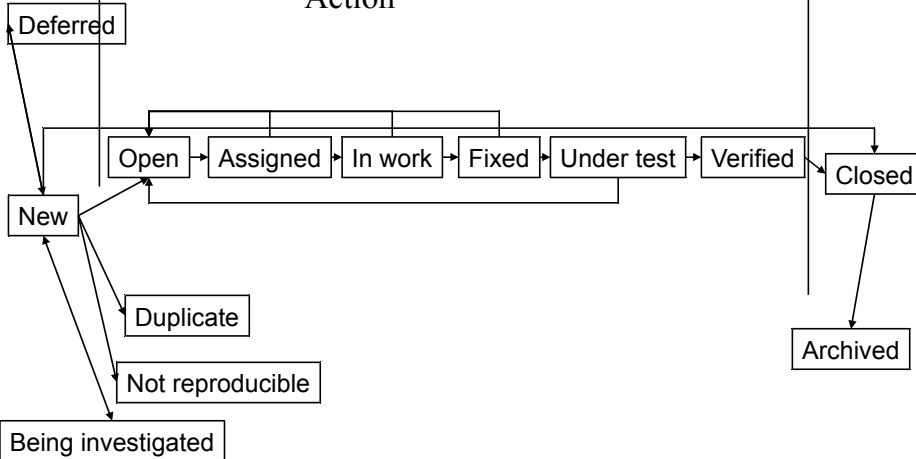 Action
Deferred
Open Assigned In work Fixed Under test Verified
Closed
New
Duplicate
Archived
Not reproducible
Being investigated